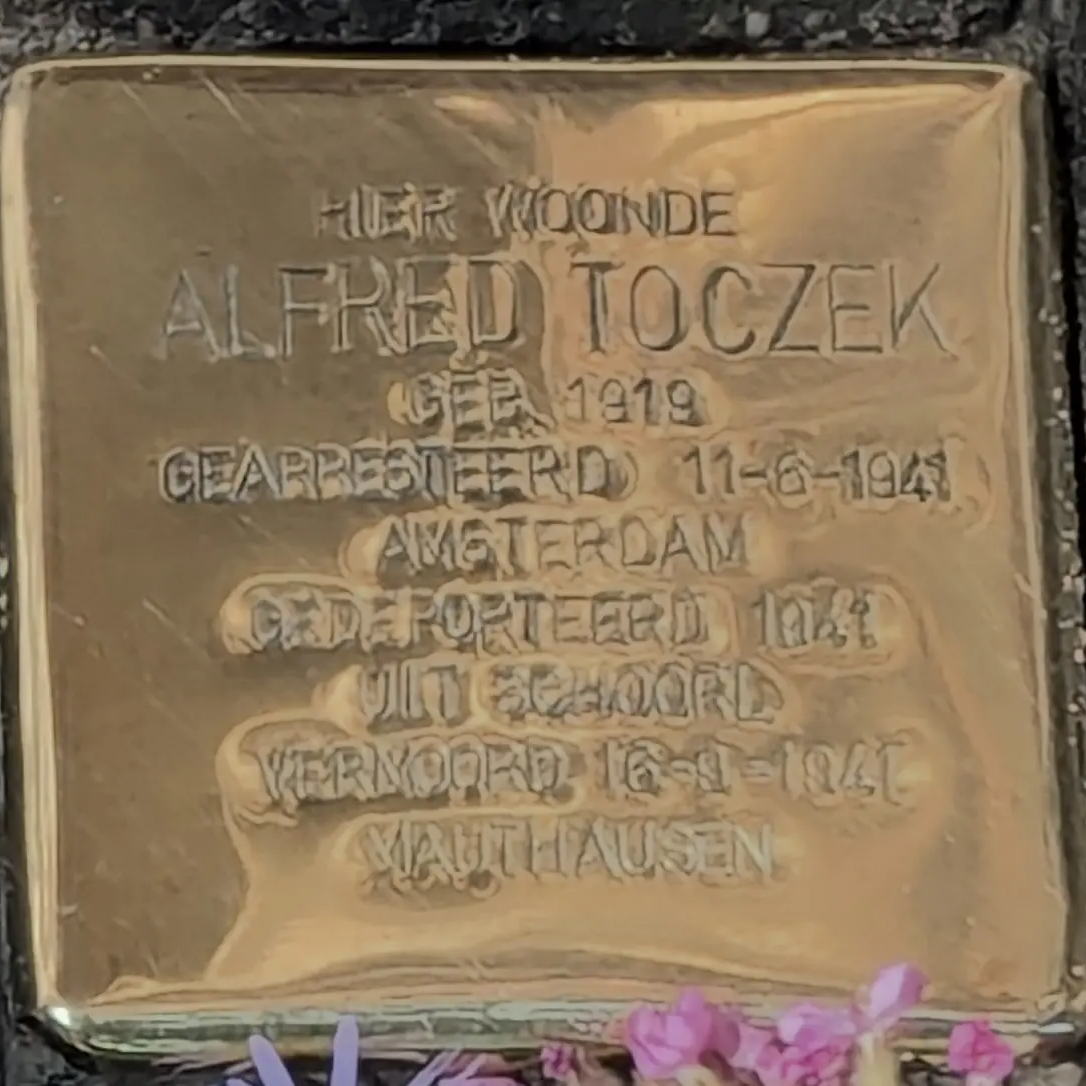 HIER WOONDE
ALFRED TOCZEK
GEB. 1919
GEARRESTEERD 11-6-1941
AMSTERDAM
GEDEPORTEERD 1941
UIT SCHOORL
VERMOORD 16-9-1941
MAUTHAUSEN